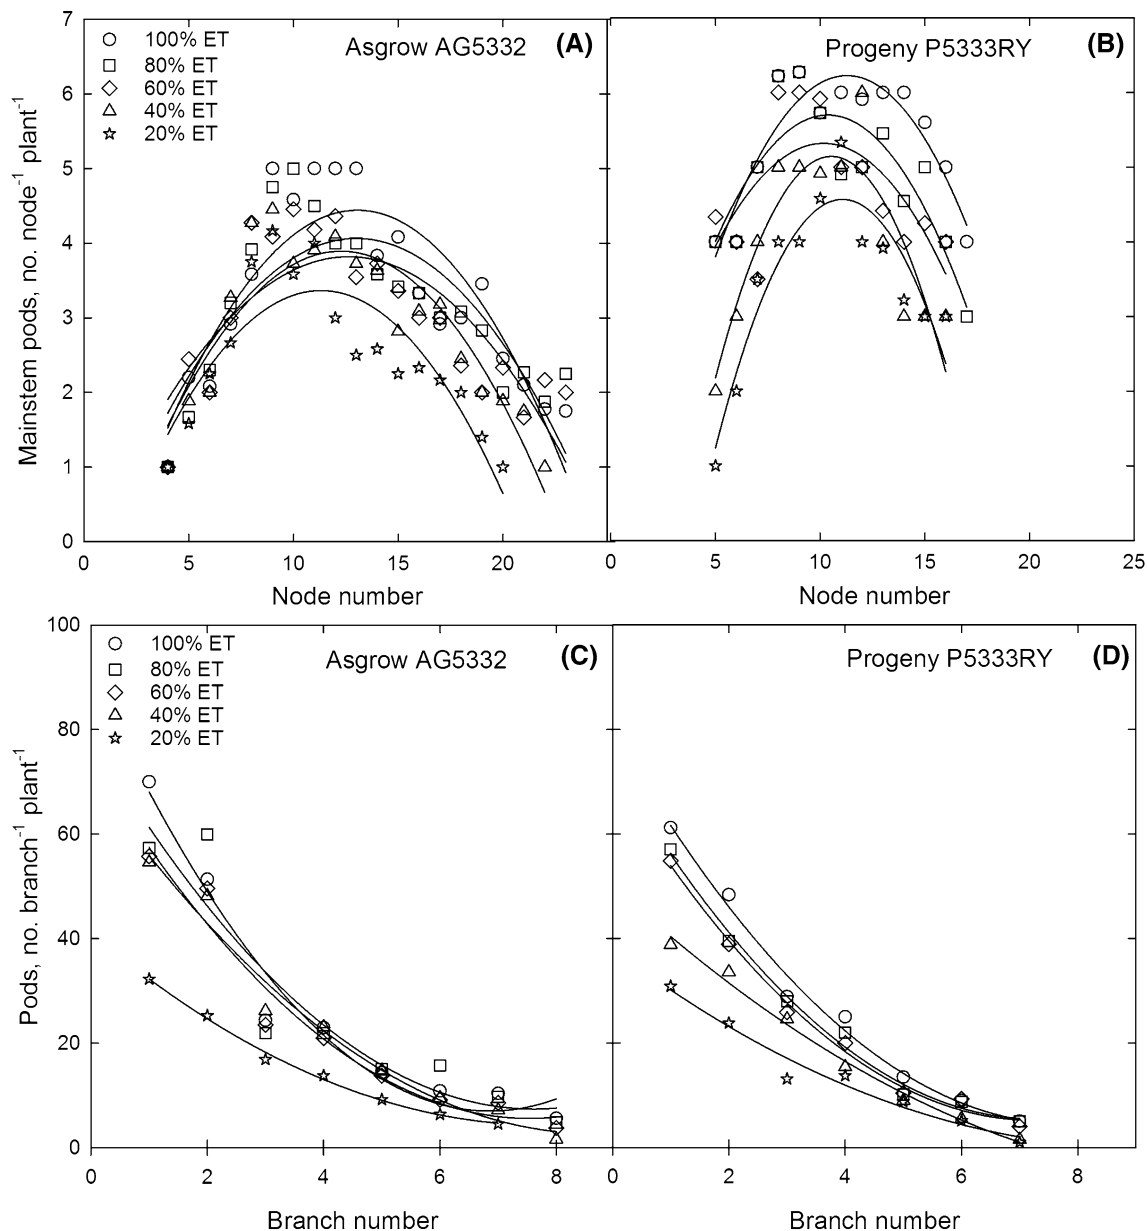 Asgrow AG5332 (A)
100% ET
80% ET
60% ET
40% ET
20% ET
Mainstem pods, no. node⁻¹ plant⁻¹
7
6
5
4
3
2
1
0
0 5 10 15 20
Node number
Progeny P5333RY (B)
0 5 10 15 20 25
Node number
Asgrow AG5332 (C)
100% ET
80% ET
60% ET
40% ET
20% ET
Pods, no. branch⁻¹ plant⁻¹
100
80
60
40
20
0
0 2 4 6 8
Branch number
Progeny P5333RY (D)
0 2 4 6 8
Branch number